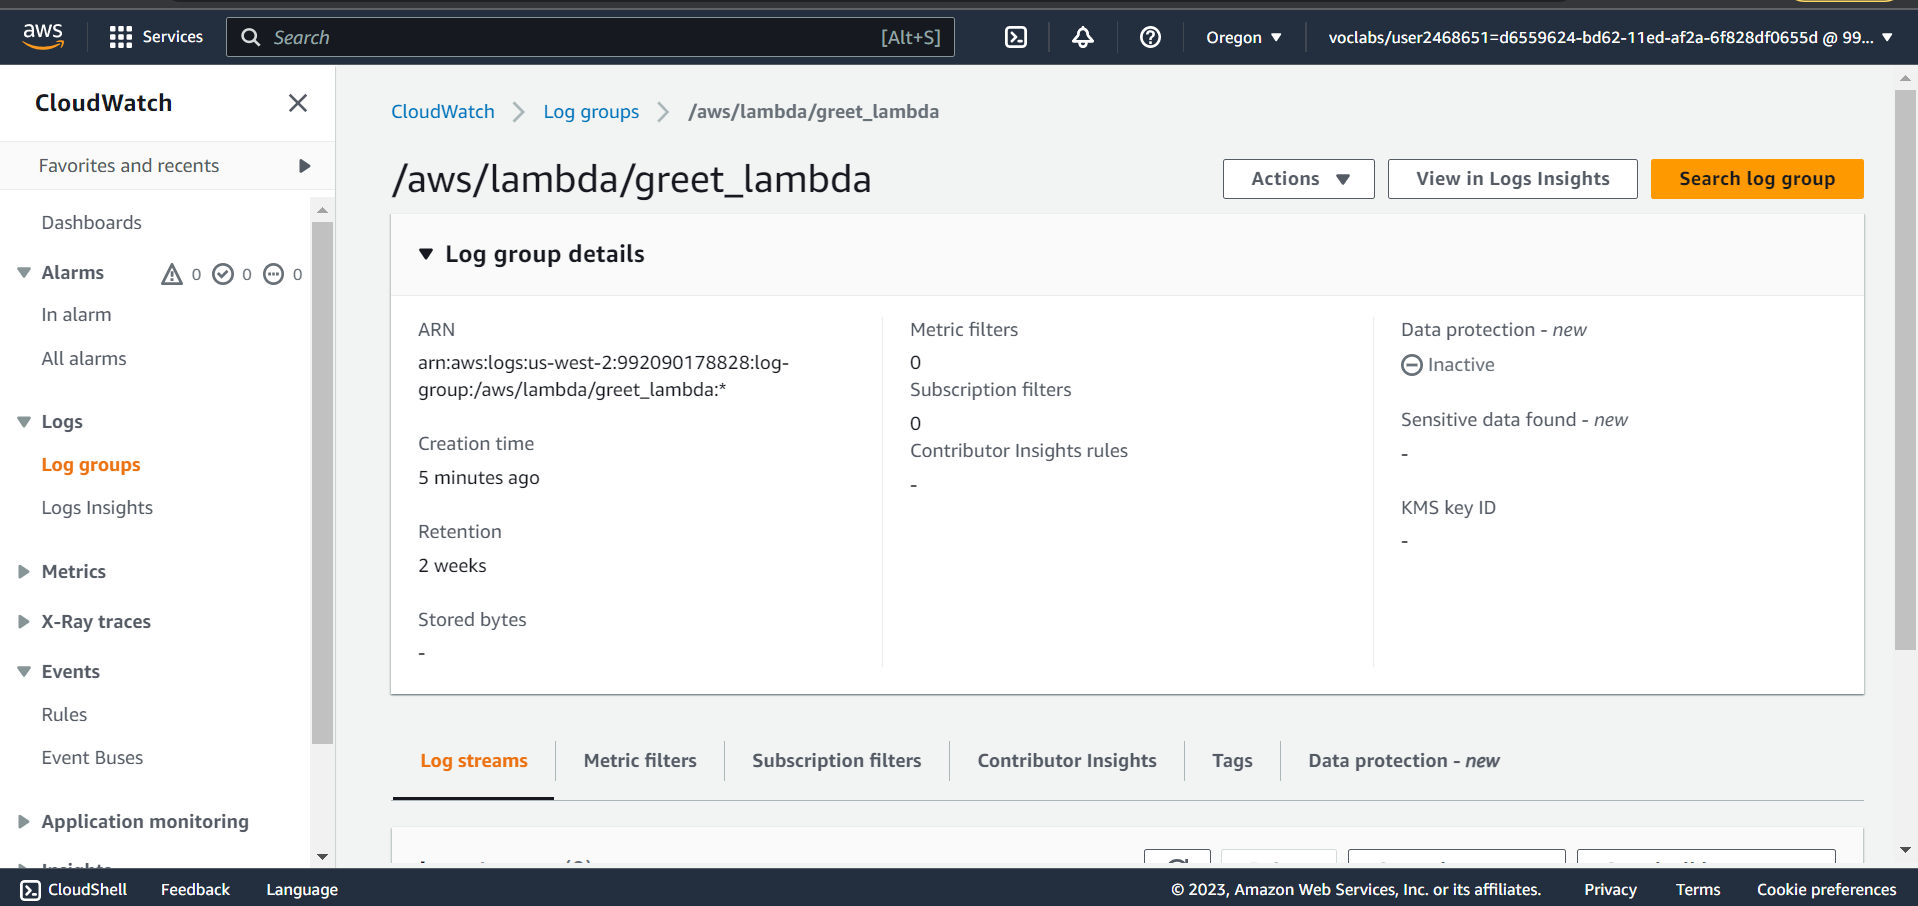 aws
Services
Search
[Alt+S]
Oregon
voclabs/user2468651=d6559624-bd62-11ed-af2a-6f828df0655d @ 99...
CloudWatch
Favorites and recents
Dashboards
Alarms
0
0
0
In alarm
All alarms
Logs
Log groups
Logs Insights
Metrics
X-Ray traces
Events
Rules
Event Buses
Application monitoring
CloudWatch
Log groups
/aws/lambda/greet_lambda
/aws/lambda/greet_lambda
Actions
View in Logs Insights
Search log group
Log group details
ARN
arn:aws:logs:us-west-2:992090178828:log-
group:/aws/lambda/greet_lambda:*
Creation time
5 minutes ago
Retention
2 weeks
Stored bytes
-
Metric filters
0
Subscription filters
0
Contributor Insights rules
-
Data protection - new
Inactive
Sensitive data found - new
-
KMS key ID
-
Log streams
Metric filters
Subscription filters
Contributor Insights
Tags
Data protection - new
CloudShell
Feedback
Language
© 2023, Amazon Web Services, Inc. or its affiliates.
Privacy
Terms
Cookie preferences